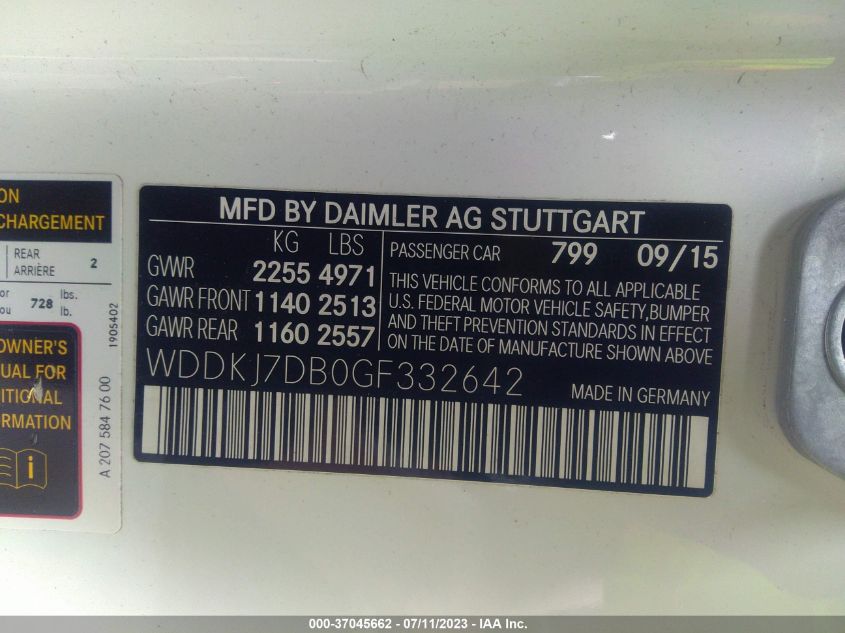 ON
CHARGEMENT
REAR
ARRIÈRE 2
or
ou 728 lbs.
lb.
1905402
OWNER'S
UAL FOR
ITIONAL
RMATION
i
A 207 584 76 00
MFD BY DAIMLER AG STUTTGART
KG LBS
GVWR 2255 4971
GAWR FRONT 1140 2513
GAWR REAR 1160 2557
PASSENGER CAR 799 09/15
THIS VEHICLE CONFORMS TO ALL APPLICABLE
U.S. FEDERAL MOTOR VEHICLE SAFETY,BUMPER
AND THEFT PREVENTION STANDARDS IN EFFECT
ON THE DATE OF MANUFACTURE SHOWN ABOVE.
WDDKJ7DB0GF332642
MADE IN GERMANY
000-37045662 - 07/11/2023 - IAA Inc.